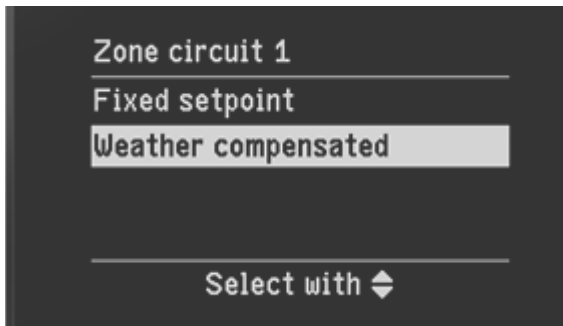 Zone circuit 1
Fixed setpoint
Weather compensated
Select with